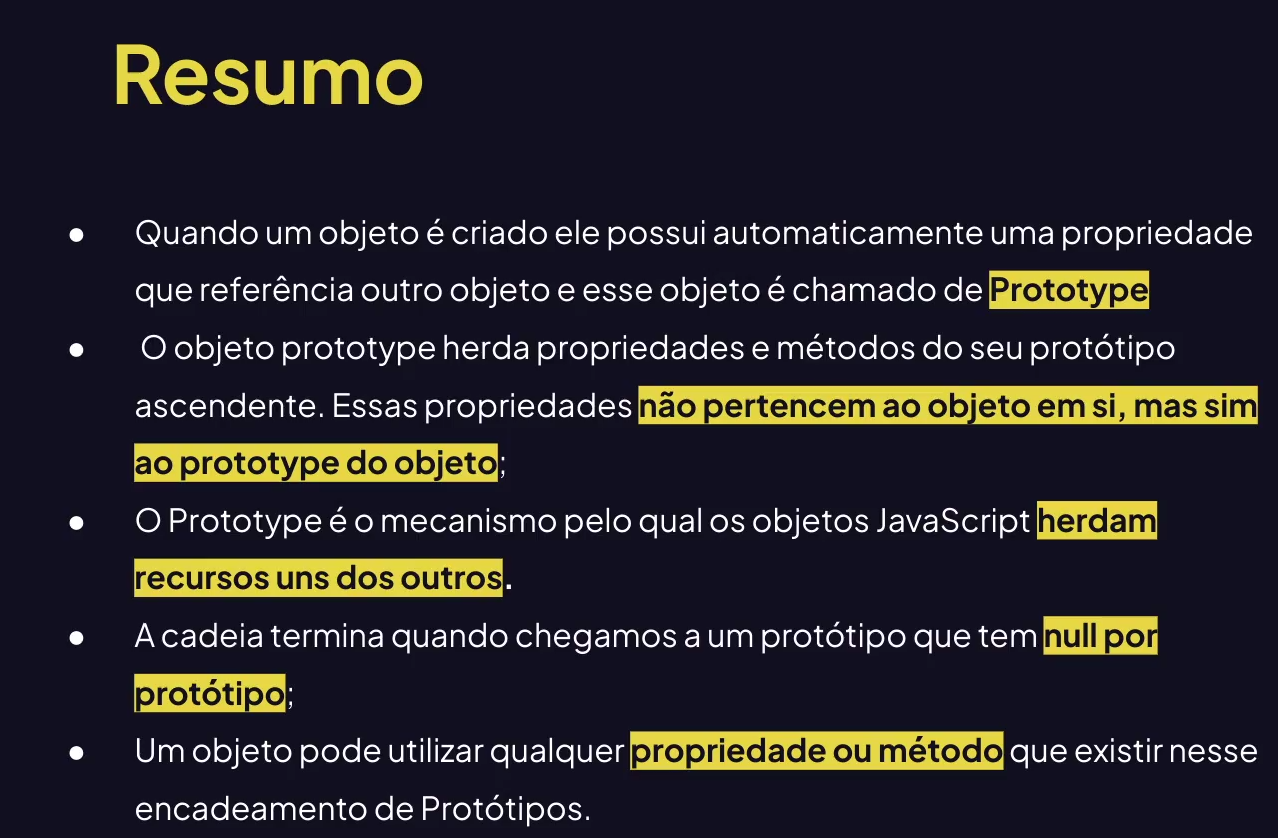 Resumo
● Quando um objeto é criado ele possui automaticamente uma propriedade
que referência outro objeto e esse objeto é chamado de Prototype
● O objeto prototype herda propriedades e métodos do seu protótipo
ascendente. Essas propriedades não pertencem ao objeto em si, mas sim
ao prototype do objeto;
● O Prototype é o mecanismo pelo qual os objetos JavaScript herdam
recursos uns dos outros.
● A cadeia termina quando chegamos a um protótipo que tem null por
protótipo;
● Um objeto pode utilizar qualquer propriedade ou método que existir nesse
encadeamento de Protótipos.